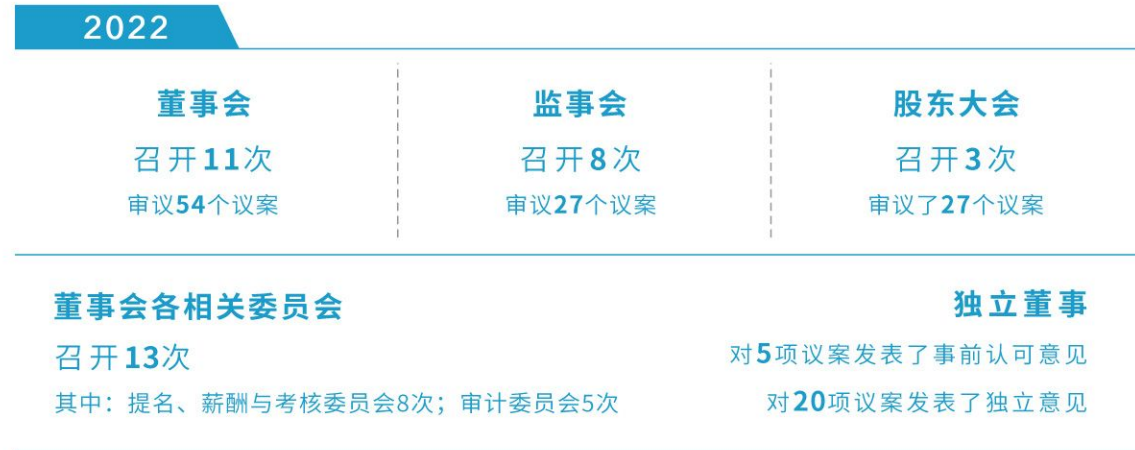 2022
董事会
召开11次
审议54个议案
监事会
召开8次
审议27个议案
股东大会
召开3次
审议了27个议案
董事会各相关委员会
召开13次
其中：提名、薪酬与考核委员会8次；审计委员会5次
独立董事
对5项议案发表了事前认可意见
对20项议案发表了独立意见